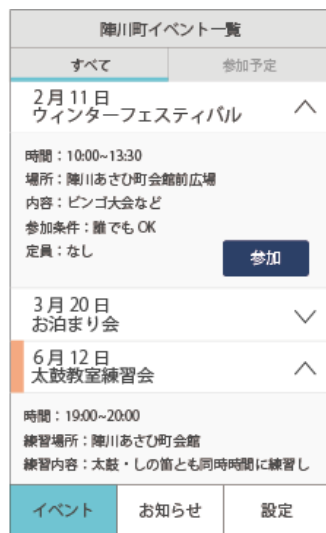 陣川町イベント一覧
すべて
参加予定
2月11日
ウィンターフェスティバル
時間：10:00~13:30
場所：陣川あさひ町会館前広場
内容：ビンゴ大会など
参加条件：誰でもOK
定員：なし
参加
3月20日
お泊まり会
6月12日
太鼓教室練習会
時間：19:00~20:00
練習場所：陣川あさひ町会館
練習内容：太鼓・しの笛とも同時時間に練習し
イベント
お知らせ
設定